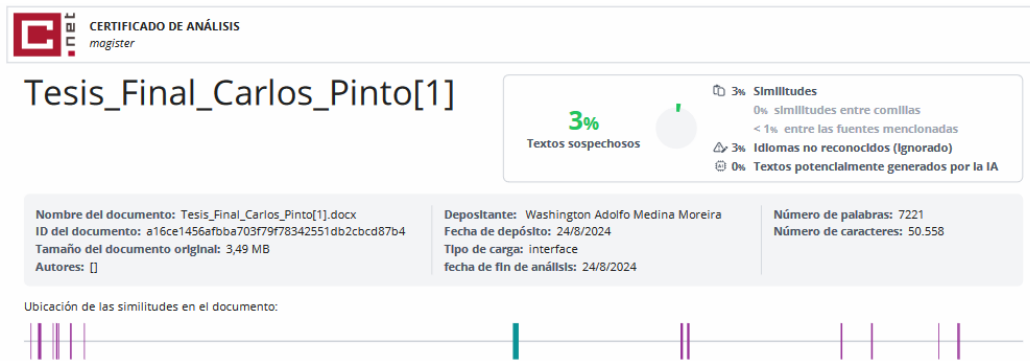 C
.net
CERTIFICADO DE ANÁLISIS
magister
Tesis_Final_Carlos_Pinto[1]
3%
Textos sospechosos
3% Similitudes
0% similitudes entre comillas
< 1% entre las fuentes mencionadas
3% Idiomas no reconocidos (ignorado)
0% Textos potencialmente generados por la IA
Nombre del documento: Tesis_Final_Carlos_Pinto[1].docx
ID del documento: a16ce1456afbba703f79f78342551db2cbcd87b4
Tamaño del documento original: 3,49 MB
Autores: []
Depositante: Washington Adolfo Medina Moreira
Fecha de depósito: 24/8/2024
Tipo de carga: interface
fecha de fin de análisis: 24/8/2024
Número de palabras: 7221
Número de caracteres: 50.558
Ubicación de las similitudes en el documento: